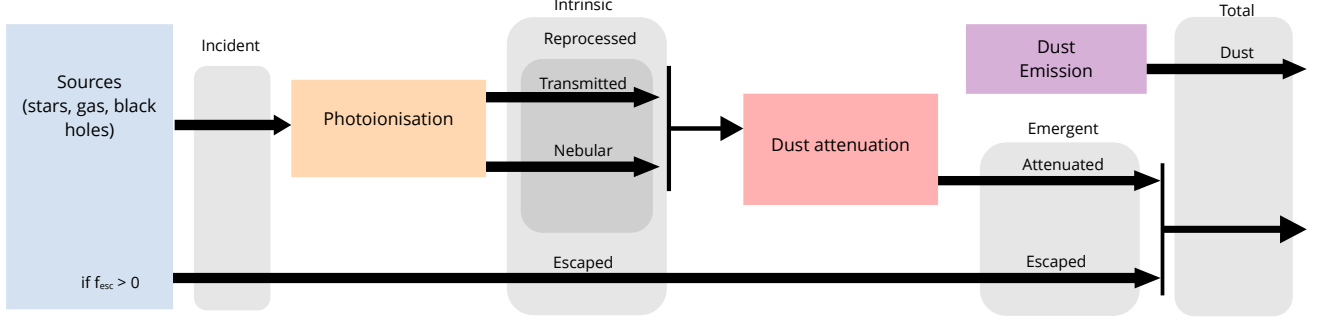 Sources
(stars, gas, black
holes)
if fesc > 0
Incident
Photoionisation
Intrinsic
Reprocessed
Transmitted
Nebular
Escaped
Dust attenuation
Dust
Emission
Emergent
Attenuated
Escaped
Total
Dust